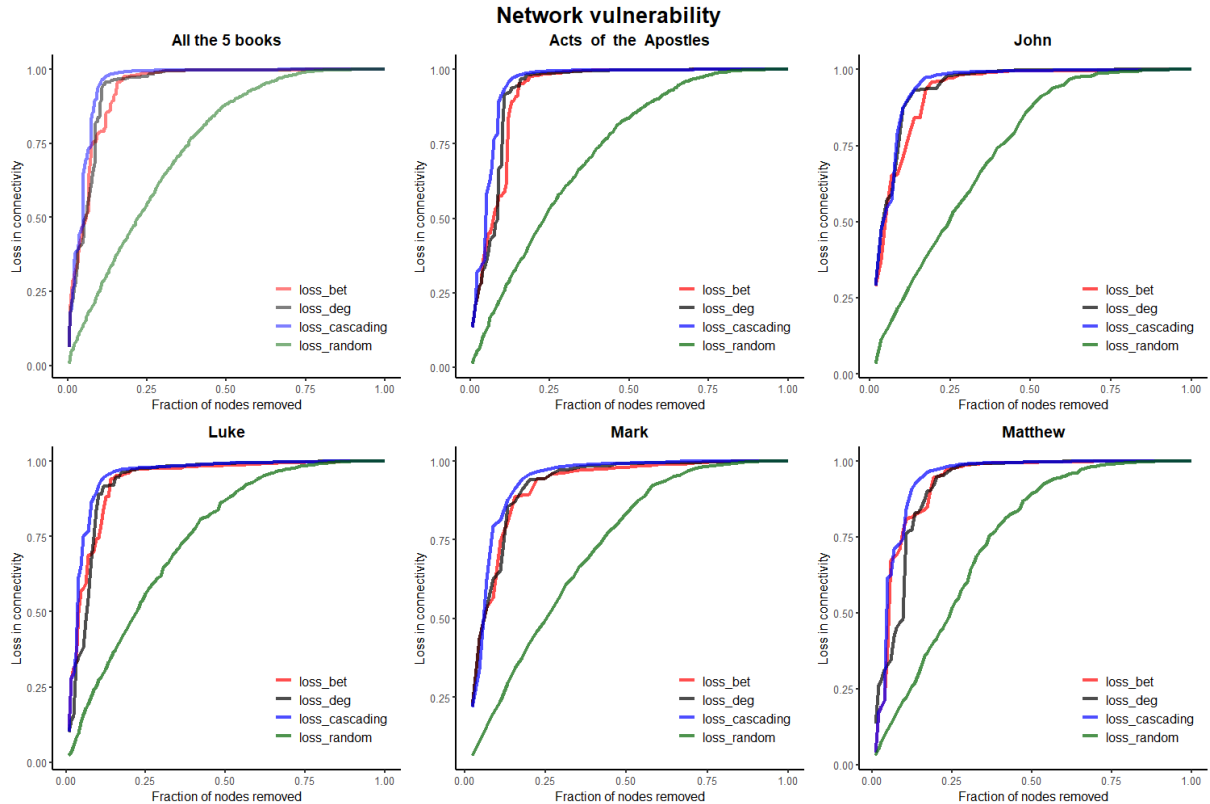 Network vulnerability
All the 5 books
Loss in connectivity
1.00
0.75
0.50
0.25
0.00
loss_bet
loss_deg
loss_cascading
loss_random
0.00 0.25 0.50 0.75 1.00
Fraction of nodes removed
Acts of the Apostles
Loss in connectivity
1.00
0.75
0.50
0.25
0.00
loss_bet
loss_deg
loss_cascading
loss_random
0.00 0.25 0.50 0.75 1.00
Fraction of nodes removed
John
Loss in connectivity
1.00
0.75
0.50
0.25
0.00
loss_bet
loss_deg
loss_cascading
loss_random
0.00 0.25 0.50 0.75 1.00
Fraction of nodes removed
Luke
Loss in connectivity
1.00
0.75
0.50
0.25
0.00
loss_bet
loss_deg
loss_cascading
loss_random
0.00 0.25 0.50 0.75 1.00
Fraction of nodes removed
Mark
Loss in connectivity
1.00
0.75
0.50
0.25
loss_bet
loss_deg
loss_cascading
loss_random
0.00 0.25 0.50 0.75 1.00
Fraction of nodes removed
Matthew
Loss in connectivity
1.00
0.75
0.50
0.25
0.00
loss_bet
loss_deg
loss_cascading
loss_random
0.00 0.25 0.50 0.75 1.00
Fraction of nodes removed